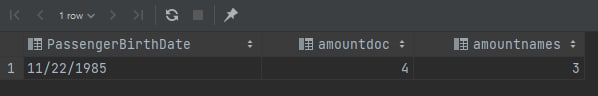 1 row
PassengerBirthDate amountdoc amountnames
1 11/22/1985 4 3